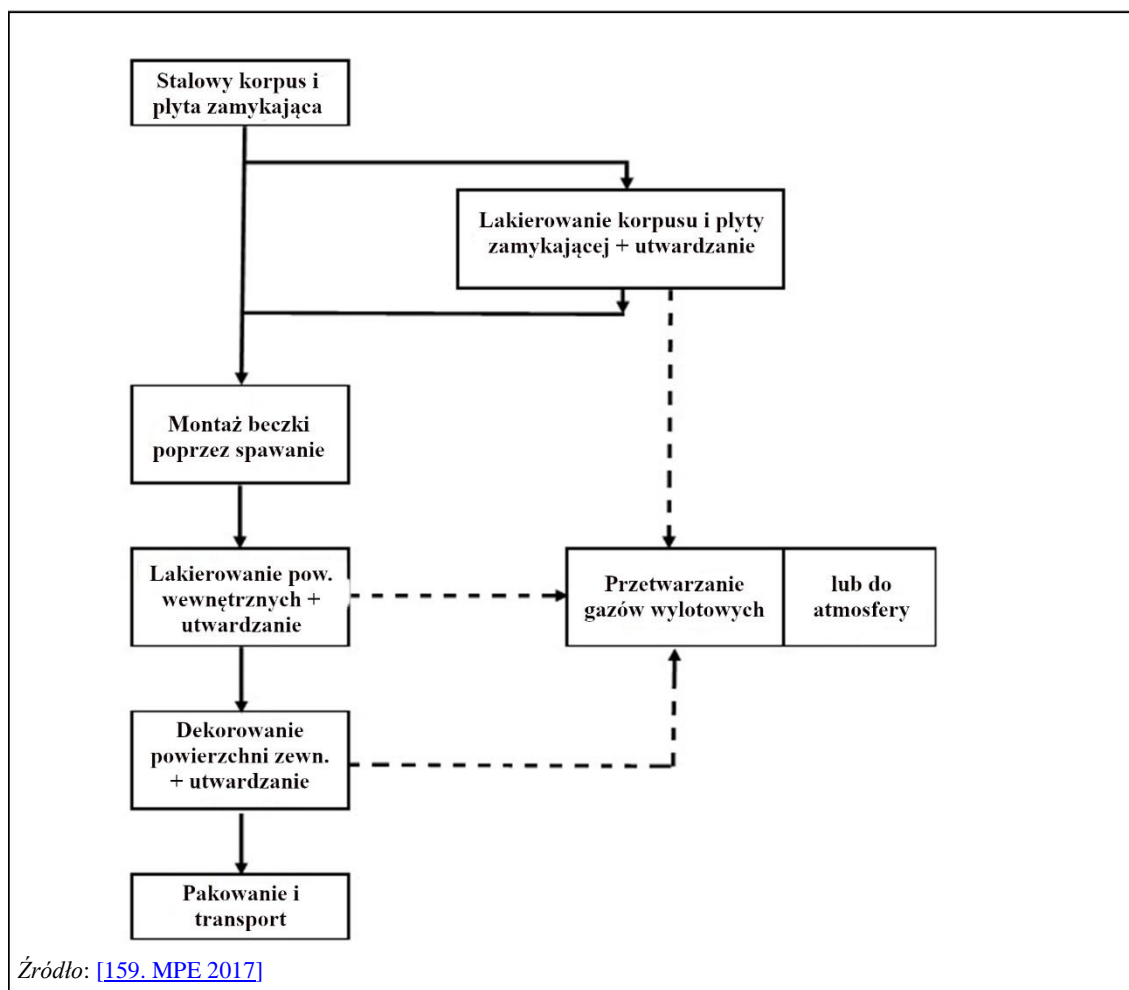 Stalowy korpus i
płyta zamykająca
Lakierowanie korpusu i płyty
zamykającej + utwardzanie
Montaż beczki
poprzez spawanie
Lakierowanie pow.
wewnętrznych +
utwardzanie
Przetwarzanie
gazów wylotowych
lub do
atmosfery
Dekorowanie
powierzchni zewn.
+ utwardzanie
Pakowanie i
transport
Źródło: [159. MPE 2017]